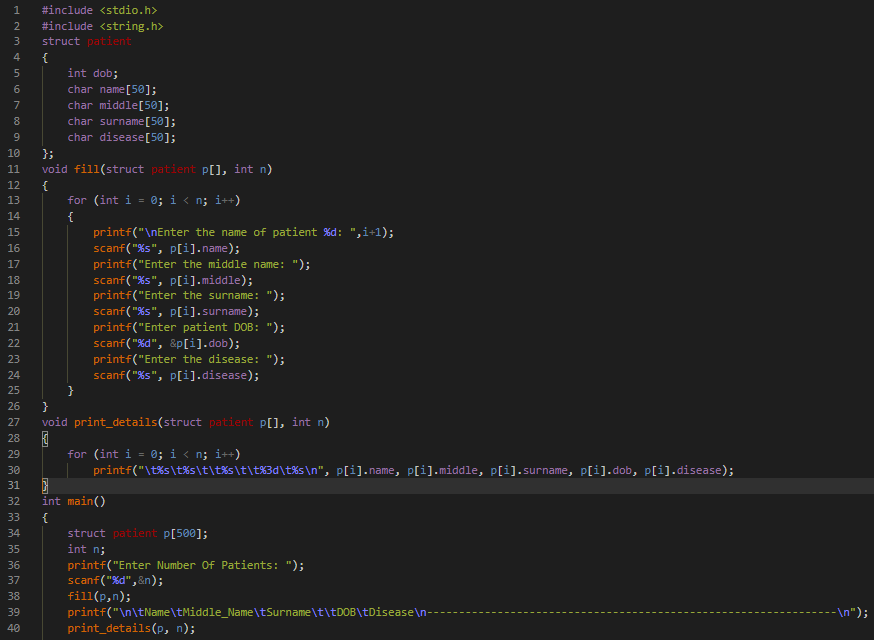 1 #include <stdio.h>
2 #include <string.h>
3 struct patient
4 {
5 int dob;
6 char name[50];
7 char middle[50];
8 char surname[50];
9 char disease[50];
10 };
11 void fill(struct patient p[], int n)
12 {
13 for (int i = 0; i < n; i++)
14 {
15 printf("\nEnter the name of patient %d: ",i+1);
16 scanf("%s", p[i].name);
17 printf("Enter the middle name: ");
18 scanf("%s", p[i].middle);
19 printf("Enter the surname: ");
20 scanf("%s", p[i].surname);
21 printf("Enter patient DOB: ");
22 scanf("%d", &p[i].dob);
23 printf("Enter the disease: ");
24 scanf("%s", p[i].disease);
25 }
26 }
27 void print_details(struct patient p[], int n)
28 {
29 for (int i = 0; i < n; i++)
30 printf("\t%s\t%s\t\t%s\t\t%3d\t%s\n", p[i].name, p[i].middle, p[i].surname, p[i].dob, p[i].disease);
31 }
32 int main()
33 {
34 struct patient p[500];
35 int n;
36 printf("Enter Number Of Patients: ");
37 scanf("%d",&n);
38 fill(p,n);
39 printf("\n\tName\tMiddle_Name\tSurname\t\tDOB\tDisease\n----------------------------------------------------------------\n");
40 print_details(p, n);